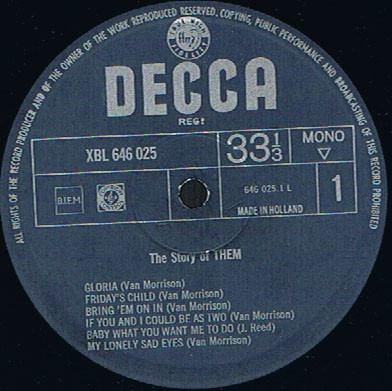 ALL RIGHTS OF THE RECORD PRODUCER AND OF THE OWNER OF THE WORK REPRODUCED RESERVED. COPYING, PUBLIC PERFORMANCE AND BROADCASTING OF THIS RECORD PROHIBITED
ffrr
DECCA
REGD
XBL 646 025
33 1/3
MONO
B.I.E.M
646 025.1 L
MADE IN HOLLAND
1
The Story of THEM
GLORIA (Van Morrison)
FRIDAY'S CHILD (Van Morrison)
BRING 'EM ON IN (Van Morrison)
IF YOU AND I COULD BE AS TWO (Van Morrison)
BABY WHAT YOU WANT ME TO DO (J. Reed)
MY LONELY SAD EYES (Van Morrison)